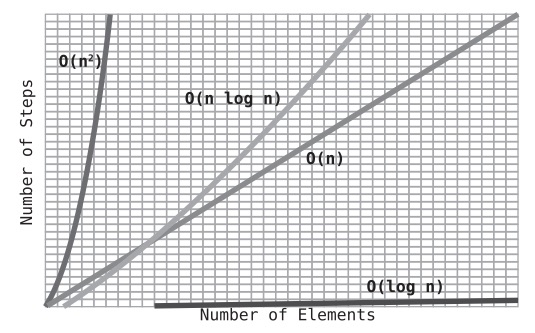 O(n²)
O(n log n)
O(n)
O(log n)
Number of Steps
Number of Elements